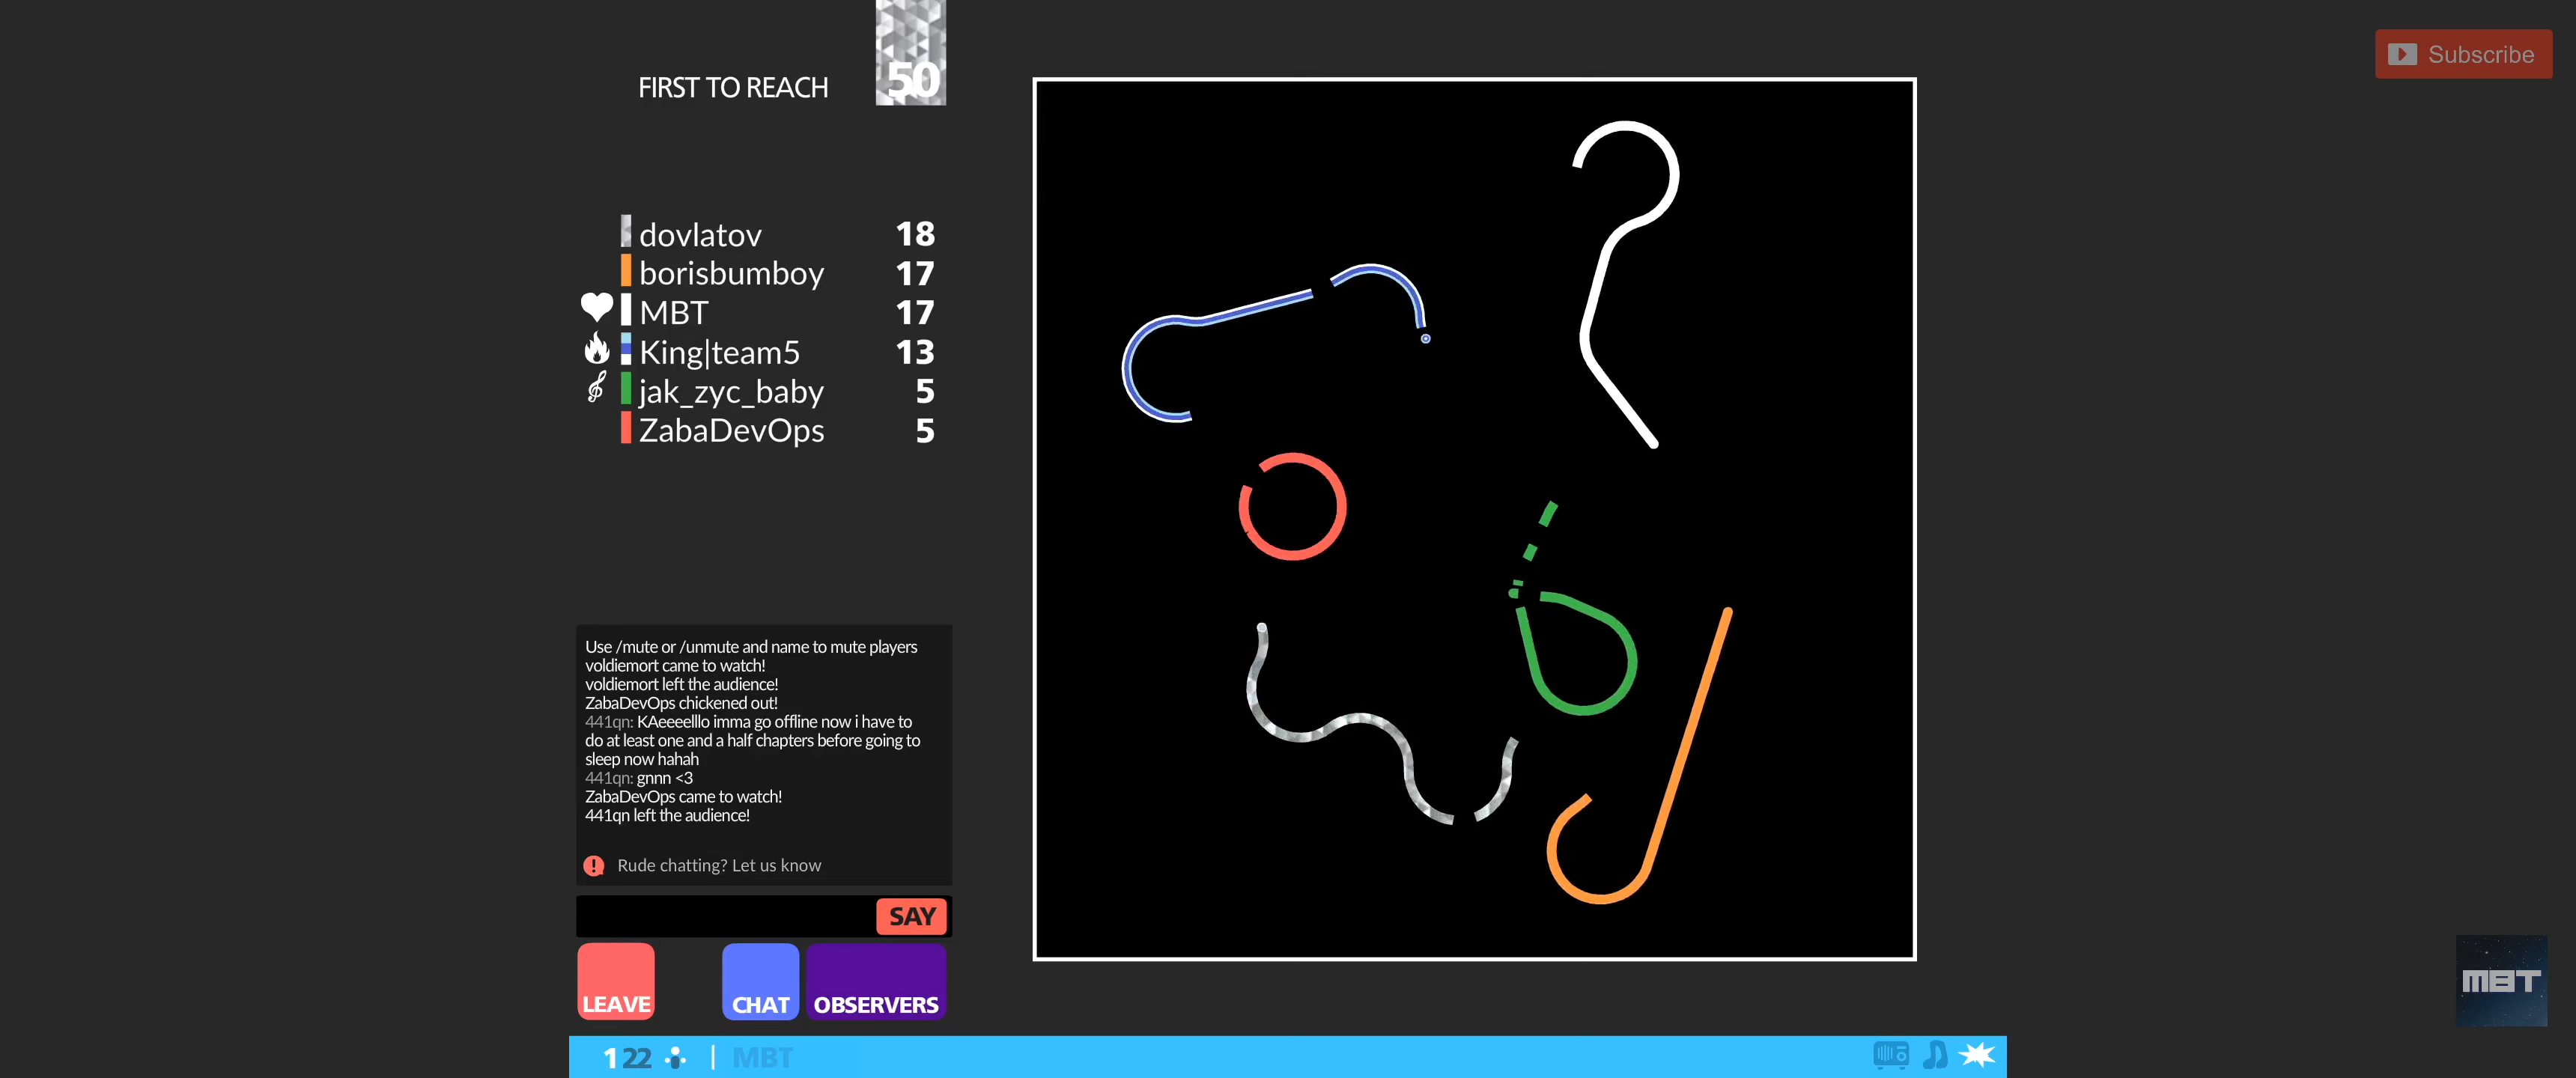 FIRST TO REACH 50
Subscribe
dovlatov 18
borisbumboy 17
MBT 17
King|team5 13
jak_zyc_baby 5
ZabaDevOps 5
Use /mute or /unmute and name to mute players
voldiemort came to watch!
voldiemort left the audience!
ZabaDevOps chickened out!
441qn: KAeeeelllo imma go offline now i have to
do at least one and a half chapters before going to
sleep now hahah
441qn: gnnn <3
ZabaDevOps came to watch!
441qn left the audience!
Rude chatting? Let us know
SAY
LEAVE CHAT OBSERVERS
MBT
1 22 | MBT